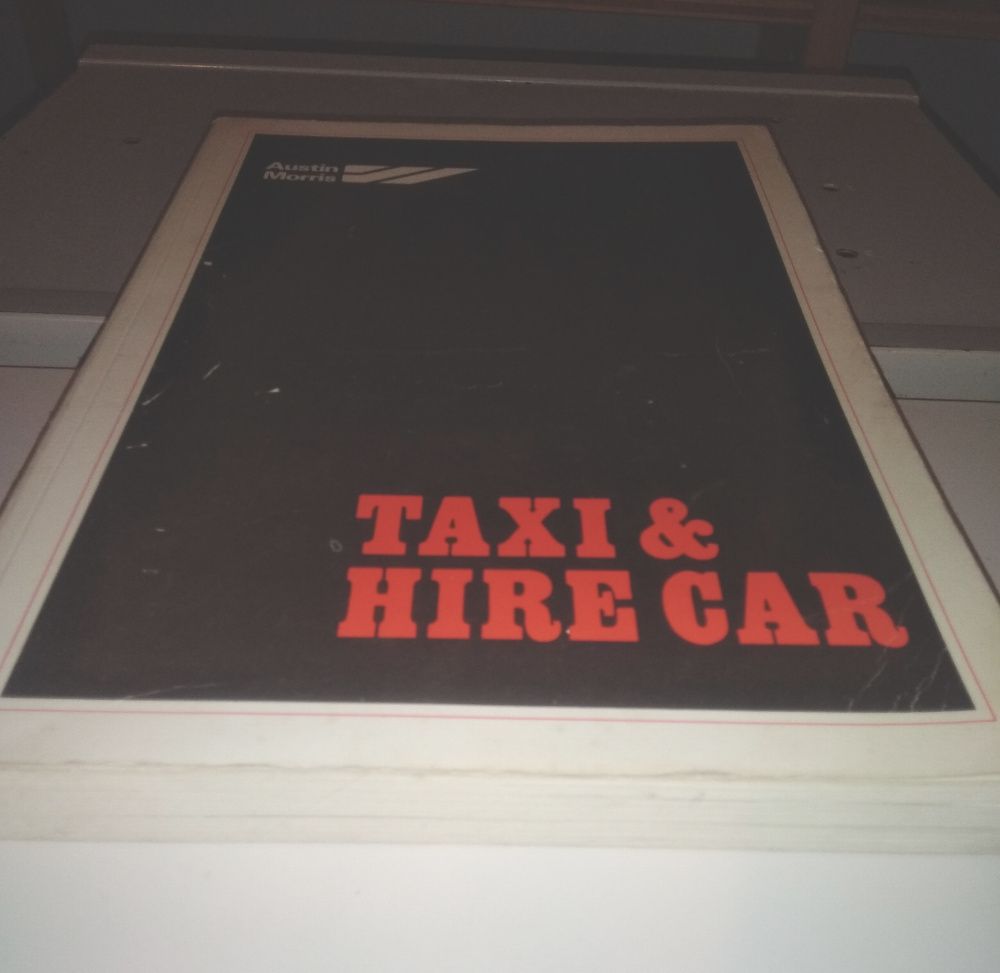 Austin
Morris
TAXI &
HIRE CAR